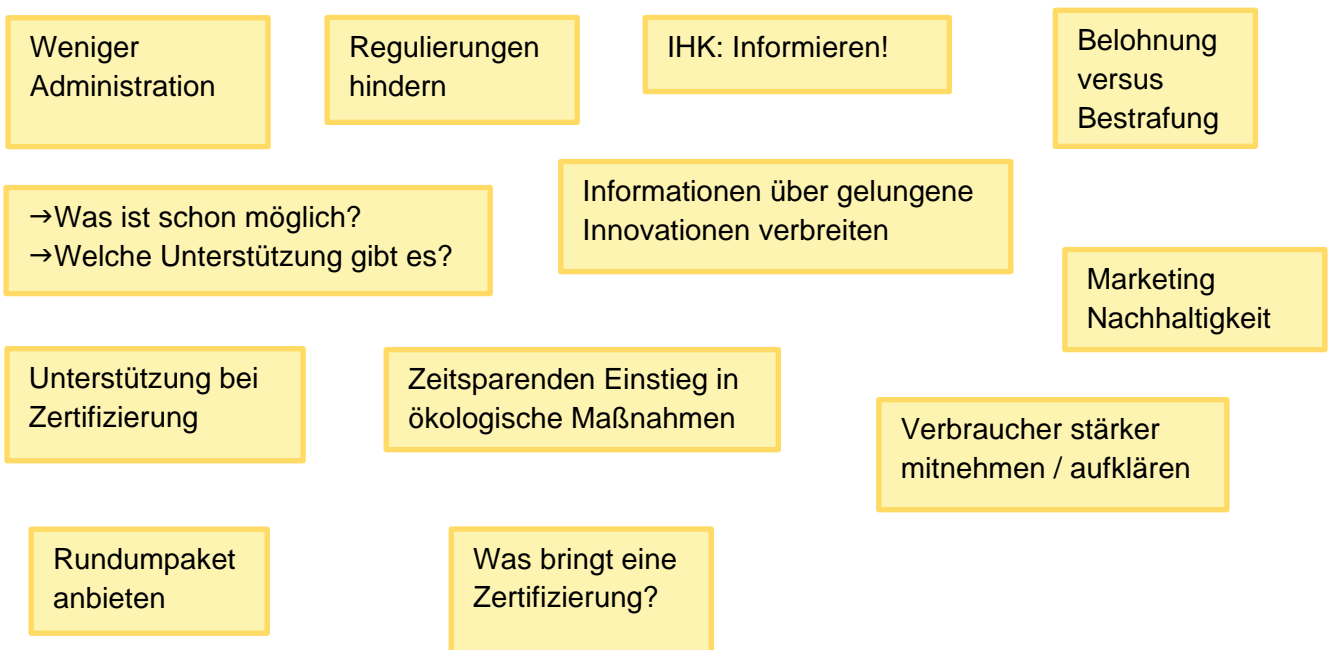 Weniger
Administration
Regulierungen
hindern
IHK: Informieren!
Belohnung
versus
Bestrafung
→Was ist schon möglich?
→Welche Unterstützung gibt es?
Informationen über gelungene
Innovationen verbreiten
Marketing
Nachhaltigkeit
Unterstützung bei
Zertifizierung
Zeitsparenden Einstieg in
ökologische Maßnahmen
Verbraucher stärker
mitnehmen / aufklären
Rundumpaket
anbieten
Was bringt eine
Zertifizierung?